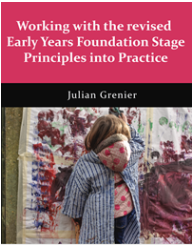 Working with the revised
Early Years Foundation Stage
Principles into Practice
Julian Grenier